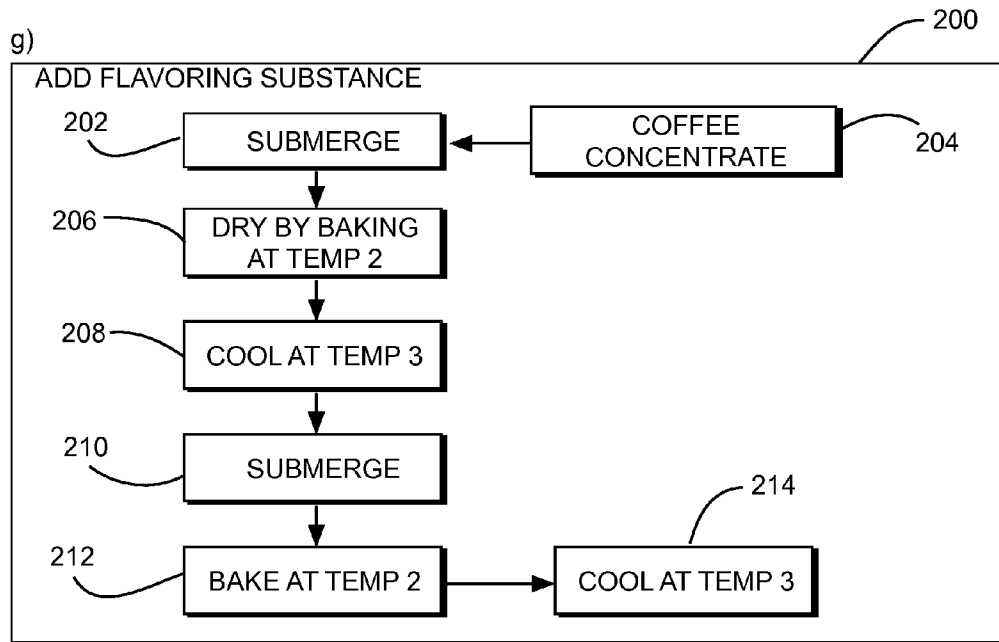 g)
200
ADD FLAVORING SUBSTANCE
202
SUBMERGE
COFFEE
CONCENTRATE
204
206
DRY BY BAKING
AT TEMP 2
208
COOL AT TEMP 3
210
SUBMERGE
214
212
BAKE AT TEMP 2
COOL AT TEMP 3